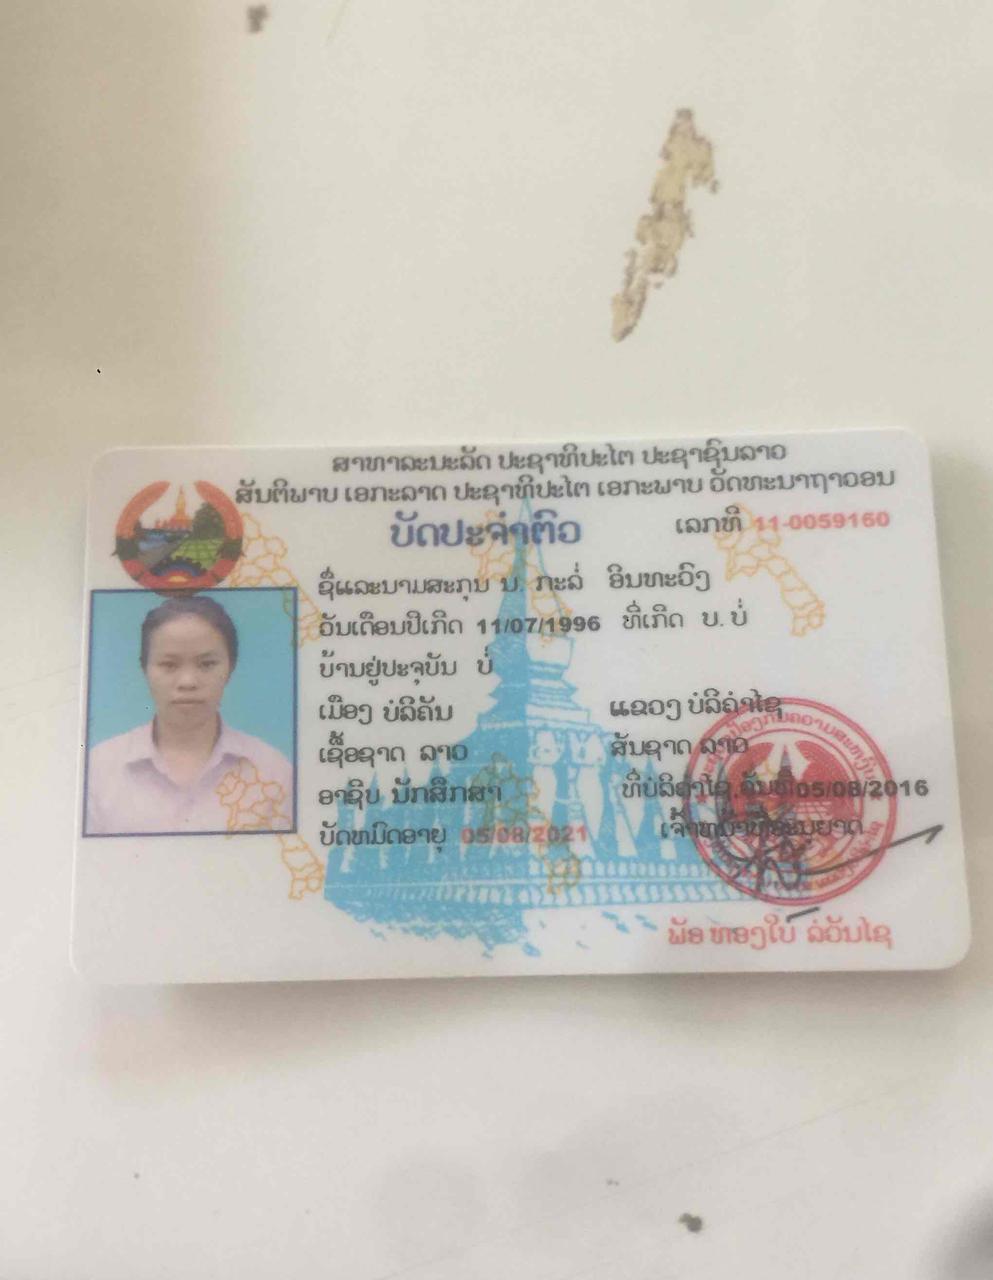 ສາທາລະນະລັດ ປະຊາທິປະໄຕ ປະຊາຊົນລາວ
ສັນຕິພາບ ເອກະລາດ ປະຊາທິປະໄຕ ເອກະພາບ ວັດທະນາຖາວອນ
ບັດປະຈຳຕົວ ເລກທີ 11-0059160
ຊື່ແລະນາມສະກຸນ ນ. ກະລໍ່ ອິນທະວົງ
ວັນເດືອນປີເກີດ 11/07/1996 ທີ່ເກີດ ບ. ບໍ່
ບ້ານຢູ່ປະຈຸບັນ ບໍ່
ເມືອງ ບໍລິຄັນ ແຂວງ ບໍລິຄຳໄຊ
ເຊື້ອຊາດ ລາວ ສັນຊາດ ລາວ
ອາຊີບ ນັກສຶກສາ ທີ່ບໍລິຄຳໄຊ, ວັນທີ 05/08/2016
ບັດຫມົດອາຍຸ 05/08/2021 ເຈົ້າຫນ້າທີ່ອະນຸຍາດ
ພັອ ທອງໃບ ລໍວັນໄຊ